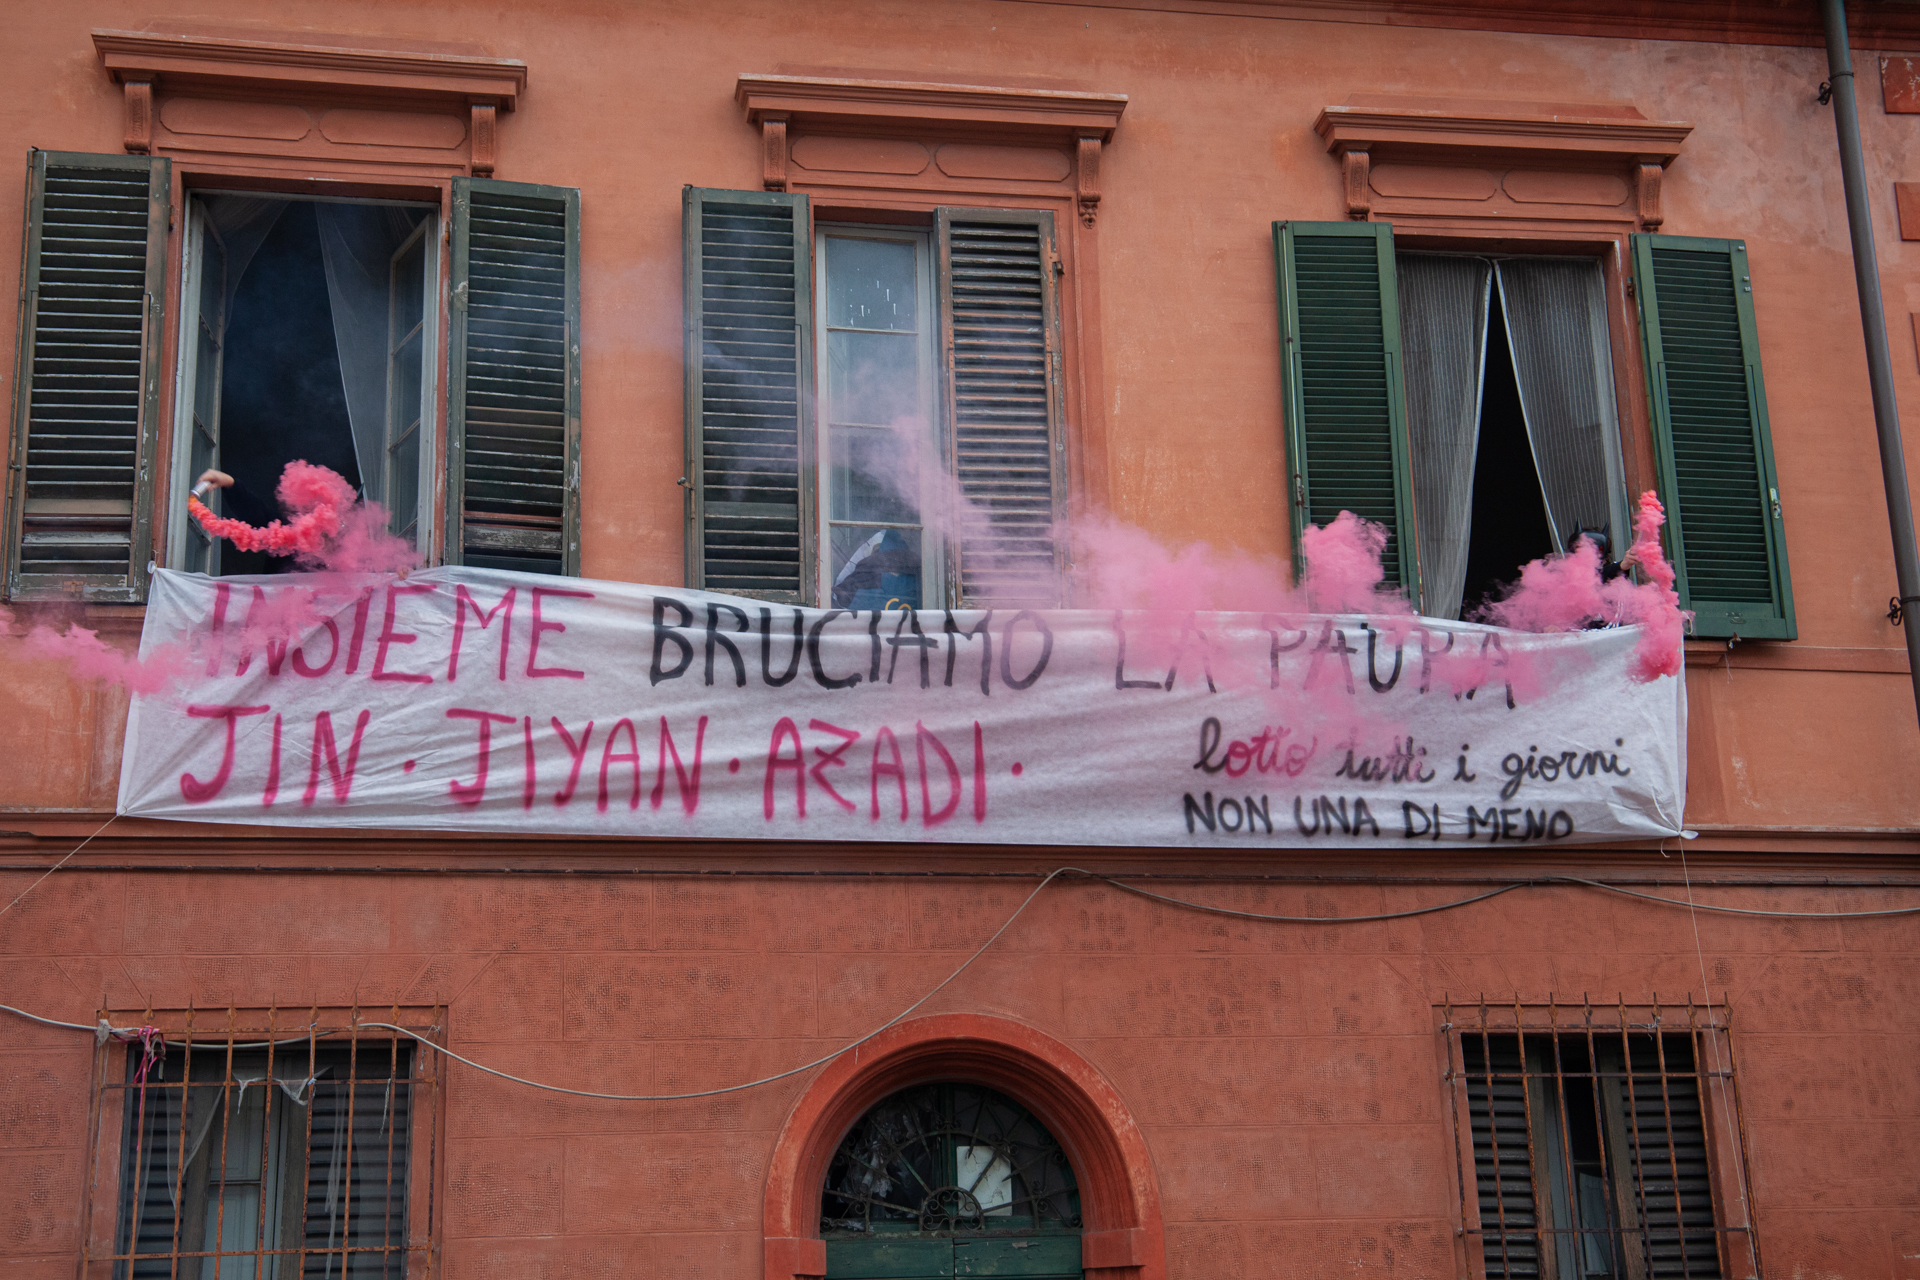 INSIEME BRUCIAMO LA PAURA
JIN · JIYAN · AZADI ·
lotto tutti i giorni
NON UNA DI MENO